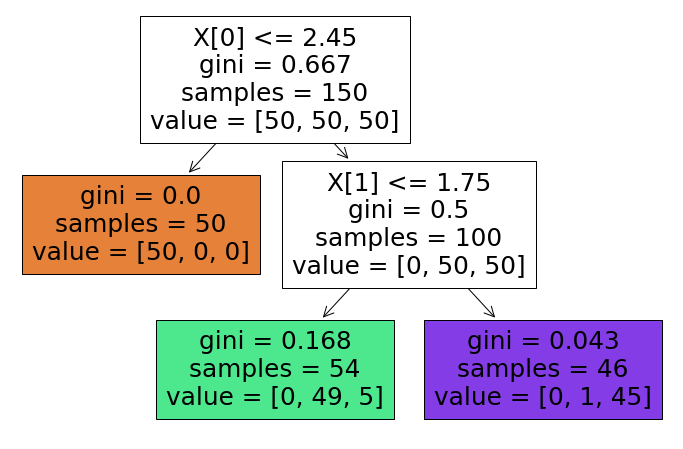 X[0] <= 2.45
gini = 0.667
samples = 150
value = [50, 50, 50]
gini = 0.0
samples = 50
value = [50, 0, 0]
X[1] <= 1.75
gini = 0.5
samples = 100
value = [0, 50, 50]
gini = 0.168
samples = 54
value = [0, 49, 5]
gini = 0.043
samples = 46
value = [0, 1, 45]